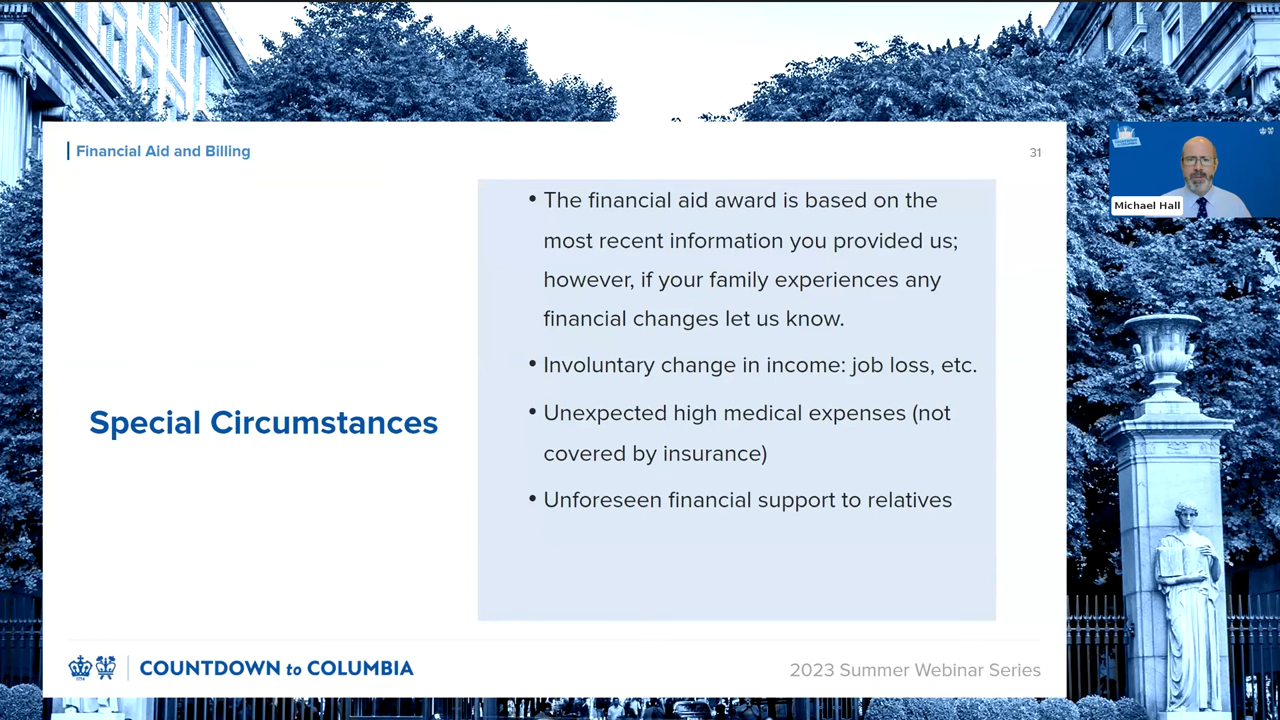 Financial Aid and Billing
31
• The financial aid award is based on the
most recent information you provided us;
however, if your family experiences any
financial changes let us know.
• Involuntary change in income: job loss, etc.
• Unexpected high medical expenses (not
covered by insurance)
• Unforeseen financial support to relatives
Special Circumstances
COUNTDOWN to COLUMBIA
2023 Summer Webinar Series
Michael Hall